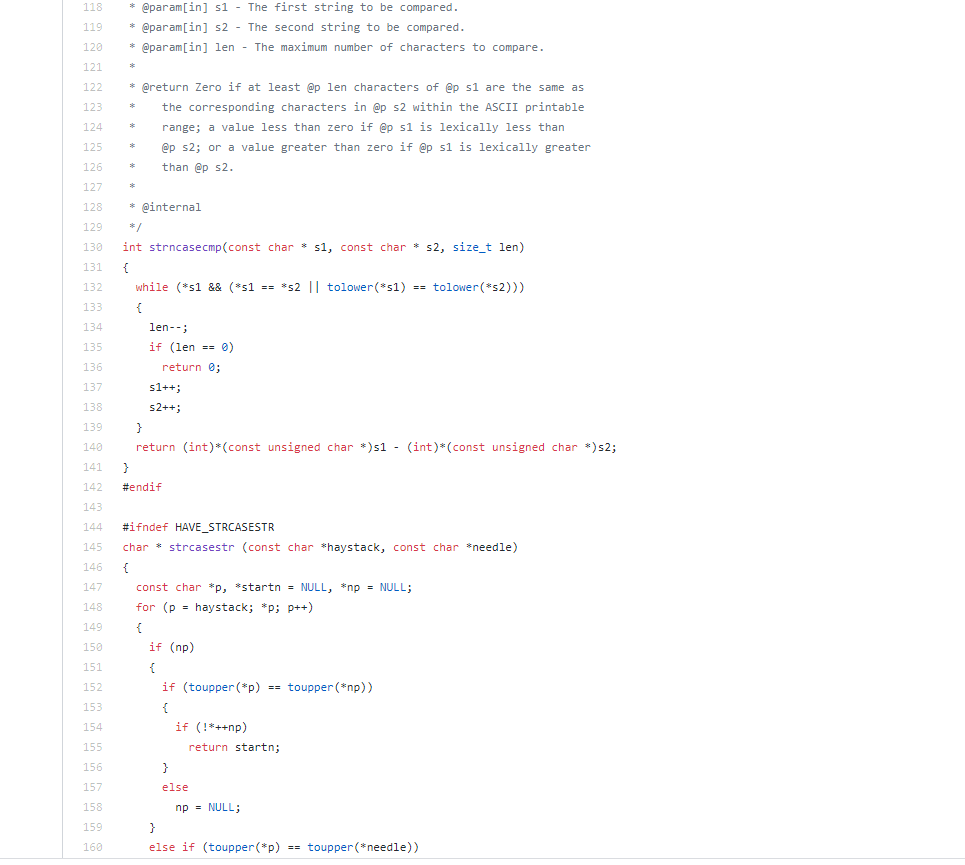 118 * @param[in] s1 - The first string to be compared.
119 * @param[in] s2 - The second string to be compared.
120 * @param[in] len - The maximum number of characters to compare.
121 *
122 * @return Zero if at least @p len characters of @p s1 are the same as
123 *    the corresponding characters in @p s2 within the ASCII printable
124 *    range; a value less than zero if @p s1 is lexically less than
125 *    @p s2; or a value greater than zero if @p s1 is lexically greater
126 *    than @p s2.
127 *
128 * @internal
129 */
130 int strncasecmp(const char * s1, const char * s2, size_t len)
131 {
132   while (*s1 && (*s1 == *s2 || tolower(*s1) == tolower(*s2)))
133   {
134     len--;
135     if (len == 0)
136       return 0;
137     s1++;
138     s2++;
139   }
140   return (int)*(const unsigned char *)s1 - (int)*(const unsigned char *)s2;
141 }
142 #endif
143
144 #ifndef HAVE_STRCASESTR
145 char * strcasestr (const char *haystack, const char *needle)
146 {
147   const char *p, *startn = NULL, *np = NULL;
148   for (p = haystack; *p; p++)
149   {
150     if (np)
151     {
152       if (toupper(*p) == toupper(*np))
153       {
154         if (!*++np)
155           return startn;
156       }
157       else
158         np = NULL;
159     }
160     else if (toupper(*p) == toupper(*needle))